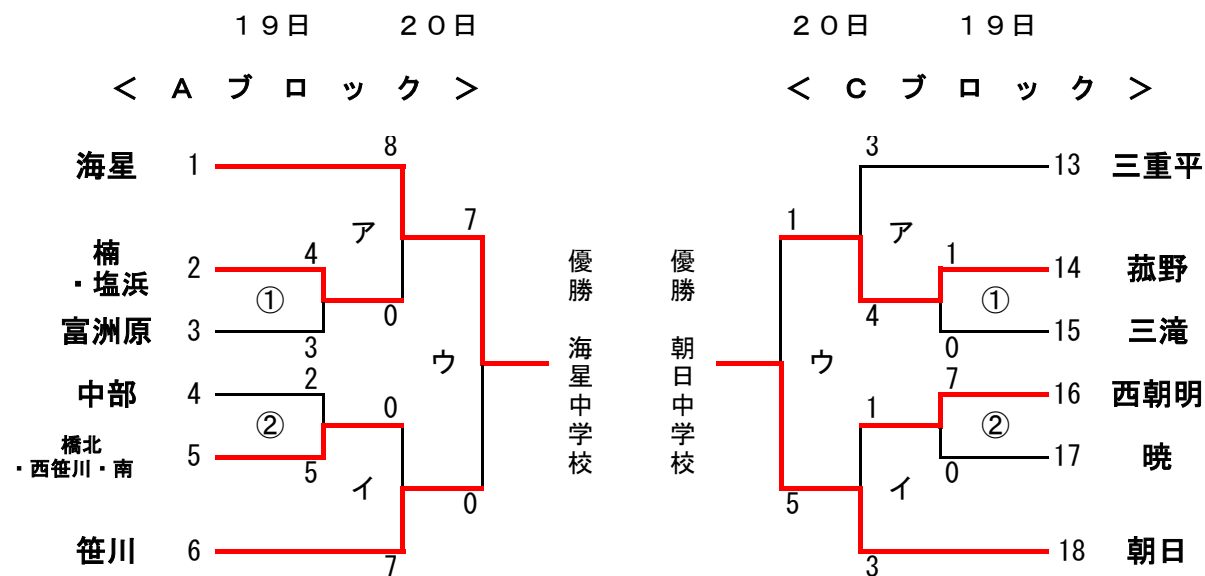 １９日 ２０日 ２０日 １９日
＜ Ａ ブ ロ ッ ク ＞ ＜ Ｃ ブ ロ ッ ク ＞
海星 1 8 3 13 三重平
ア 7 1 ア
楠・塩浜 2 4 1 14 菰野
① ①
富洲原 3 3 0 4 0 15 三滝
中部 4 2 7 16 西朝明
② 0 1 ②
橋北・西笹川・南 5 5 0 17 暁
イ 0 5 イ
笹川 6 7 3 18 朝日
ウ ウ
優勝 海星中学校
優勝 朝日中学校